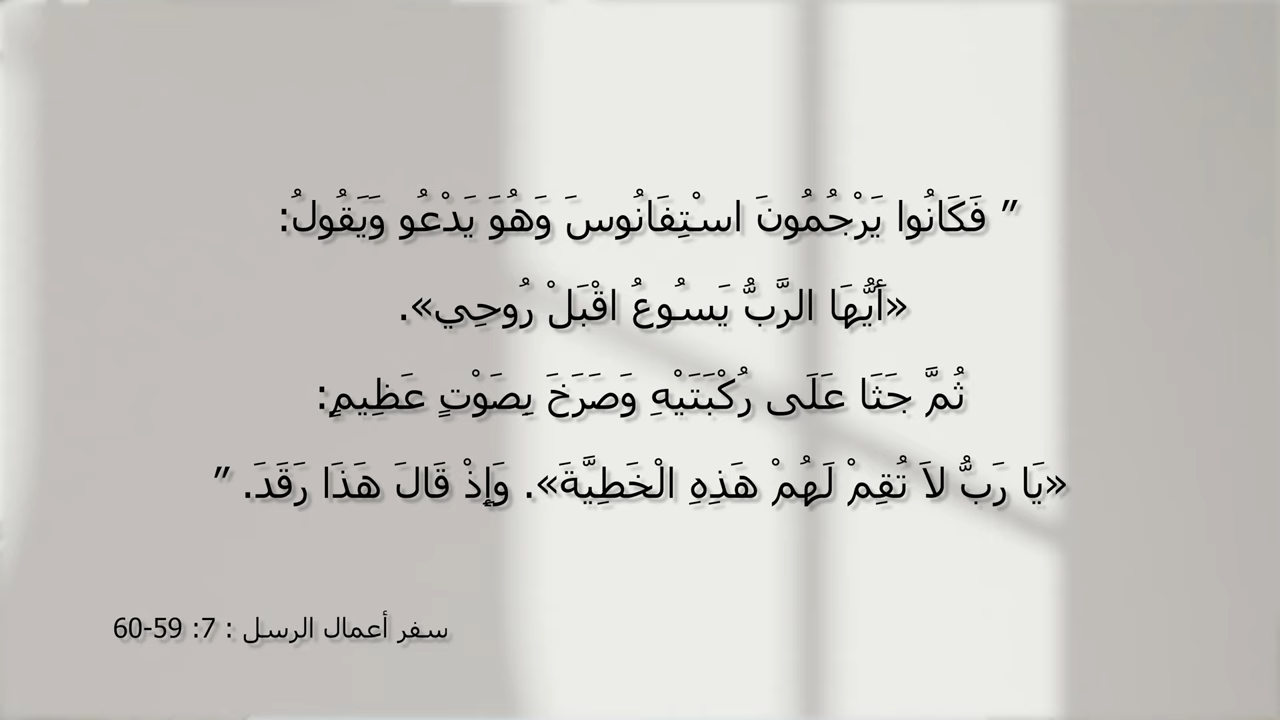 ” فَكَانُوا يَرْجُمُونَ اسْتِفَانُوسَ وَهُوَ يَدْعُو وَيَقُولُ:
«أَيُّهَا الرَّبُّ يَسُوعُ اقْبَلْ رُوحِي».
ثُمَّ جَثَا عَلَى رُكْبَتَيْهِ وَصَرَخَ بِصَوْتٍ عَظِيمٍ:
«يَا رَبُّ لاَ تُقِمْ لَهُمْ هَذِهِ الْخَطِيَّةَ». وَإِذْ قَالَ هَذَا رَقَدَ. ”
سفر أعمال الرسل : 7: 59-60